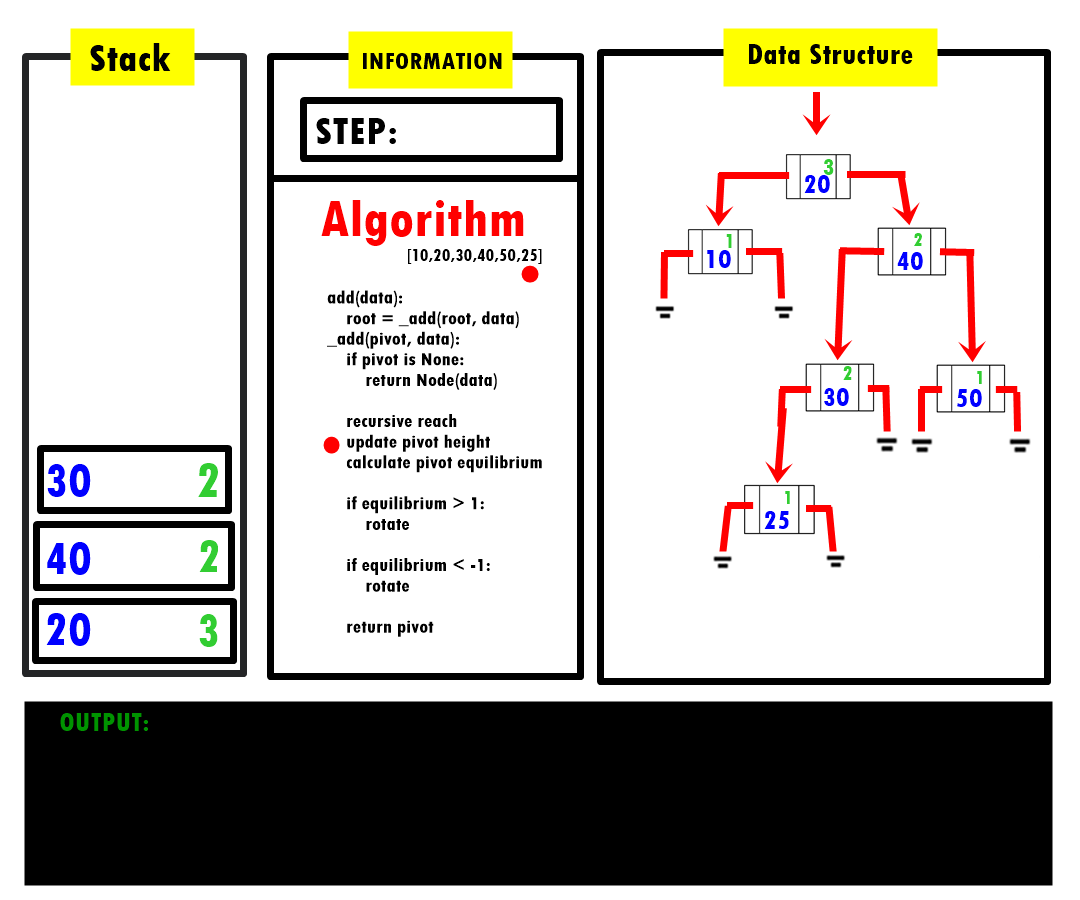 Stack
30 2
40 2
20 3
INFORMATION
STEP:
Algorithm
[10,20,30,40,50,25]
add(data):
root = _add(root, data)
_add(pivot, data):
if pivot is None:
return Node(data)
recursive reach
update pivot height
calculate pivot equilibrium
if equilibrium > 1:
rotate
if equilibrium < -1:
rotate
return pivot
Data Structure
3
20
1
10
2
40
2
30
1
50
1
25
OUTPUT: